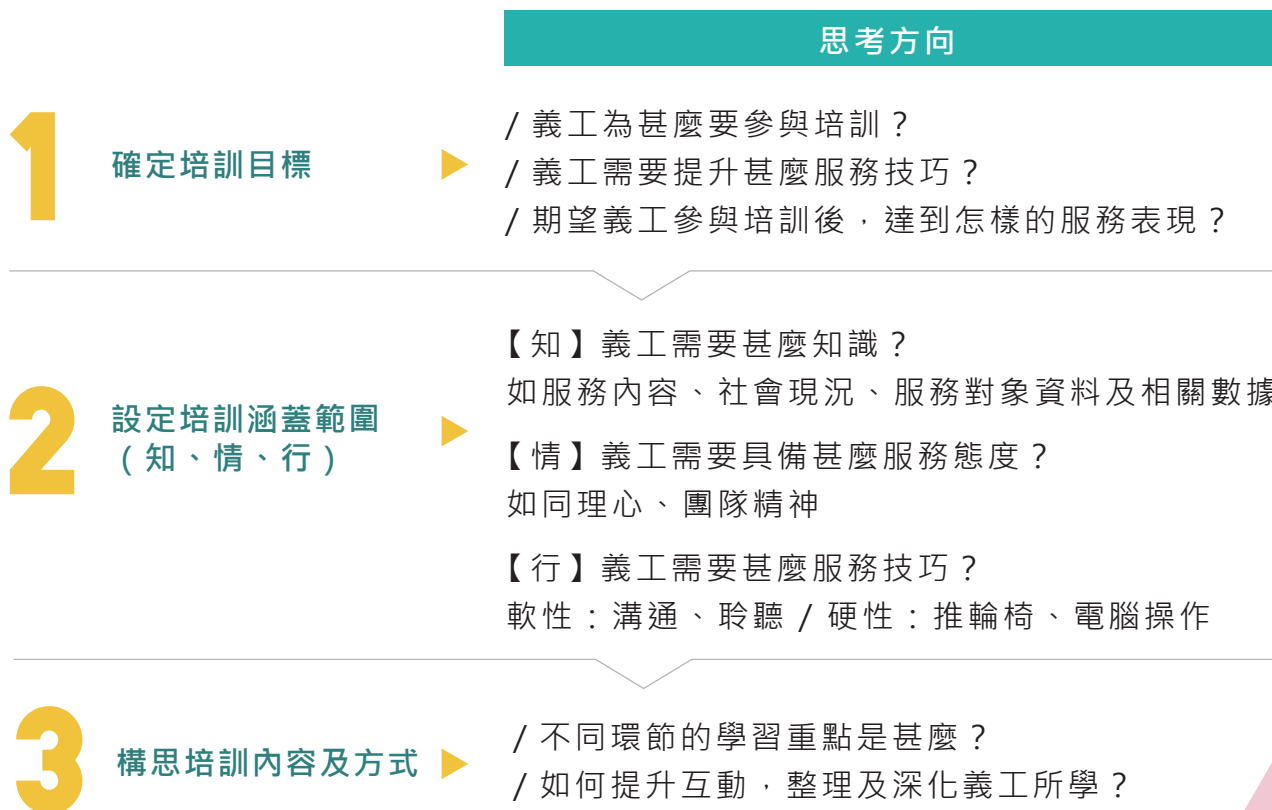 思考方向
1
確定培訓目標
/ 義工為甚麼要參與培訓？
/ 義工需要提升甚麼服務技巧？
/ 期望義工參與培訓後，達到怎樣的服務表現？
2
設定培訓涵蓋範圍
（知、情、行）
【知】義工需要甚麼知識？
如服務內容、社會現況、服務對象資料及相關數據
【情】義工需要具備甚麼服務態度？
如同理心、團隊精神
【行】義工需要甚麼服務技巧？
軟性：溝通、聆聽 / 硬性：推輪椅、電腦操作
3
構思培訓內容及方式
/ 不同環節的學習重點是甚麼？
/ 如何提升互動，整理及深化義工所學？